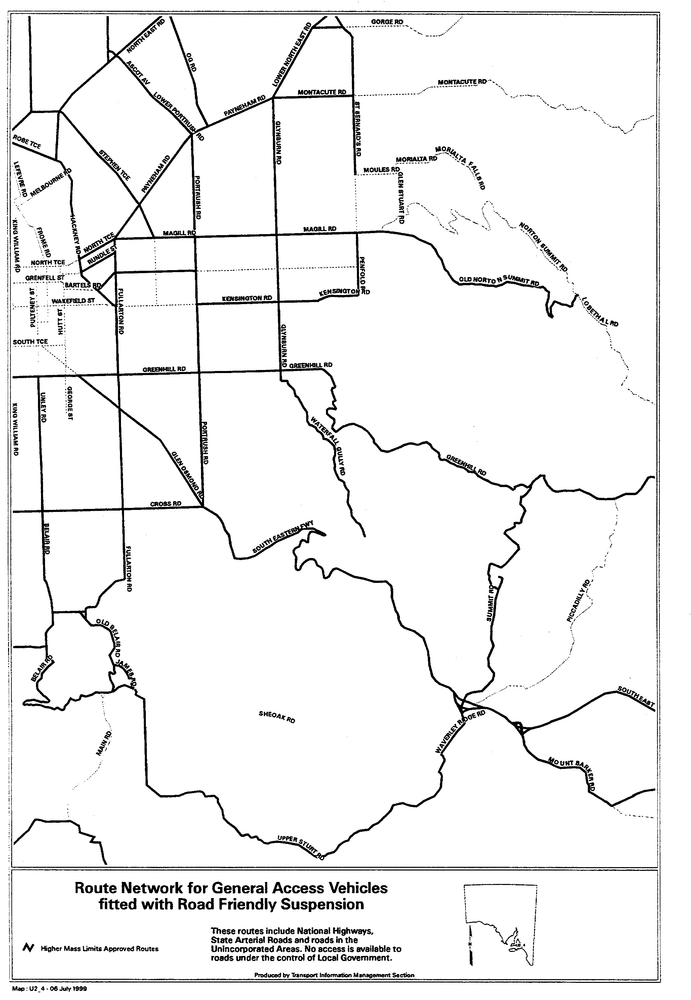 GORGE RD
NORTH EAST RD
OG RD
LOWER NORTH EAST RD
ASCOT AV
MONTACUTE RD
MONTACUTE RD
LOWER PORTRUSH RD
PAYNEHAM RD
ST BERNARD'S RD
GLYNBURN RD
ROBE TCE
STEPHEN TCE
PAYNEHAM RD
MORIALTA RD
MORIALTA FALLS RD
MOULES RD
LEFEVRE RD
MELBOURNE RD
PORTRUSH RD
GLEN STUART RD
HACKNEY RD
KING WILLIAM RD
FROME RD
NORTH TCE
MAGILL RD
MAGILL RD
NORTON SUMMIT RD
RUNDLE ST
NORTH TCE
PENFOLD R
GRENFELL ST
BARTELS RD
OLD NORTON SUMMIT RD
KENSINGTON RD
KENSINGTON RD
WAKEFIELD ST
PULTENEY ST
HUTT ST
FULLARTON RD
LOBETHAL RD
GLYNBURN RD
SOUTH TCE
GREENHILL RD
GREENHILL RD
UNLEY RD
GEORGE ST
KING WILLIAM RD
PORTRUSH RD
WATERFALL GULLY RD
GLEN OSMOND RD
GREENHILL RD
CROSS RD
BELAIR RD
SOUTH EASTERN FWY
FULLARTON RD
SUMMIT RD
PICCADILLY RD
OLD BELAIR RD
BELAIR RD
JAMES RD
SOUTH EAST
SHEOAK RD
WAVERLEY RIDGE RD
MAIN RD
MOUNT BARKER RD
UPPER STURT RD
Route Network for General Access Vehicles
fitted with Road Friendly Suspension
These routes include National Highways,
State Arterial Roads and roads in the
Unincorporated Areas. No access is available to
roads under the control of Local Government.
Higher Mass Limits Approved Routes
N
4
Produced by Transport Information Management Section
Map : U2_4 - 06 July 1999